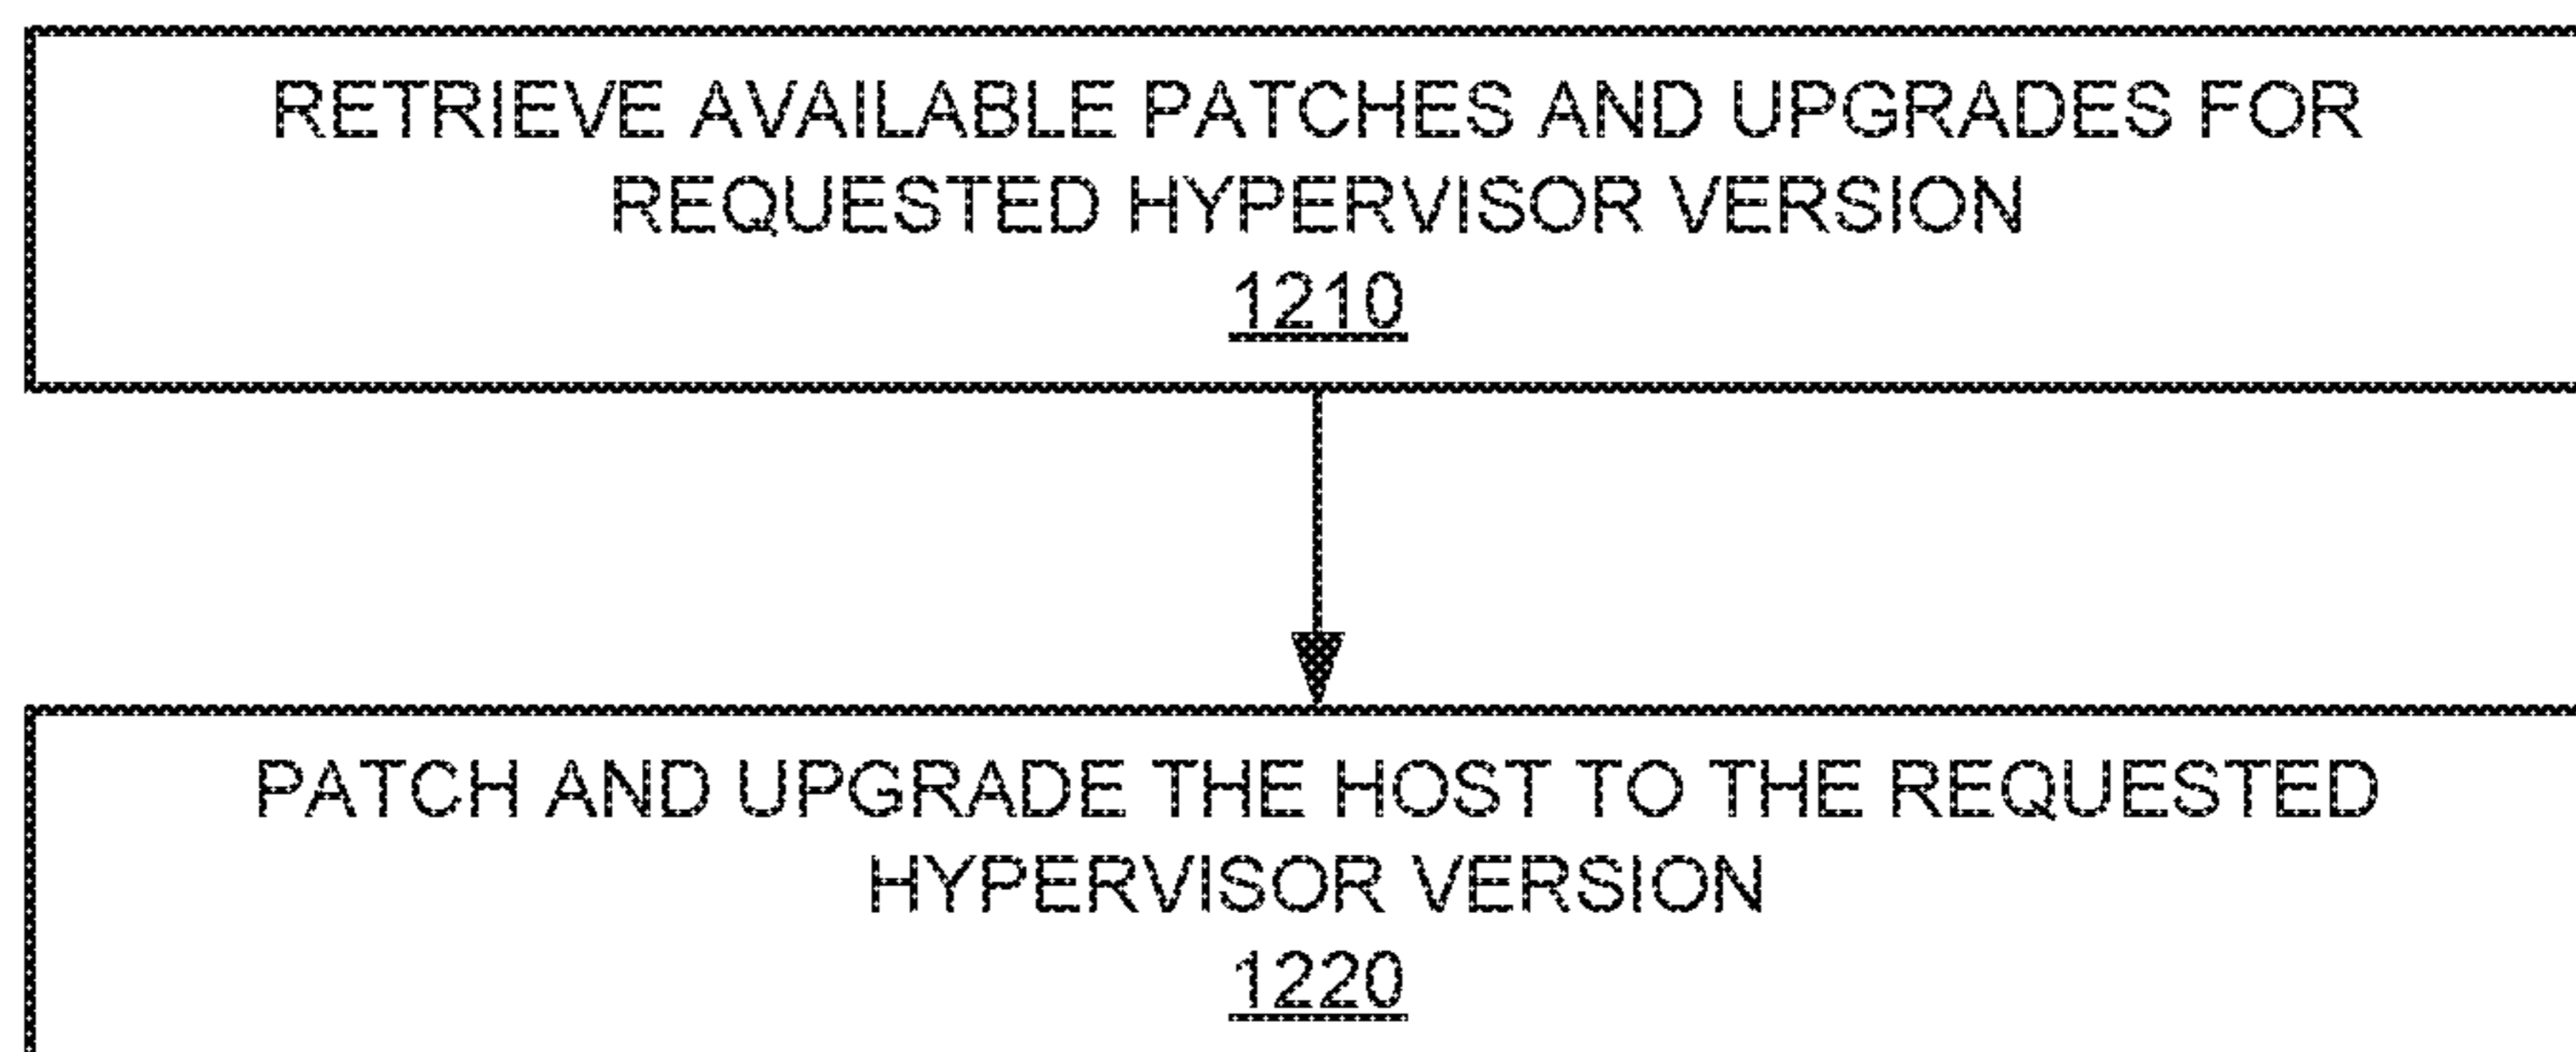 RETRIEVE AVAILABLE PATCHES AND UPGRADES FOR
REQUESTED HYPERVISOR VERSION
1210
PATCH AND UPGRADE THE HOST TO THE REQUESTED
HYPERVISOR VERSION
1220